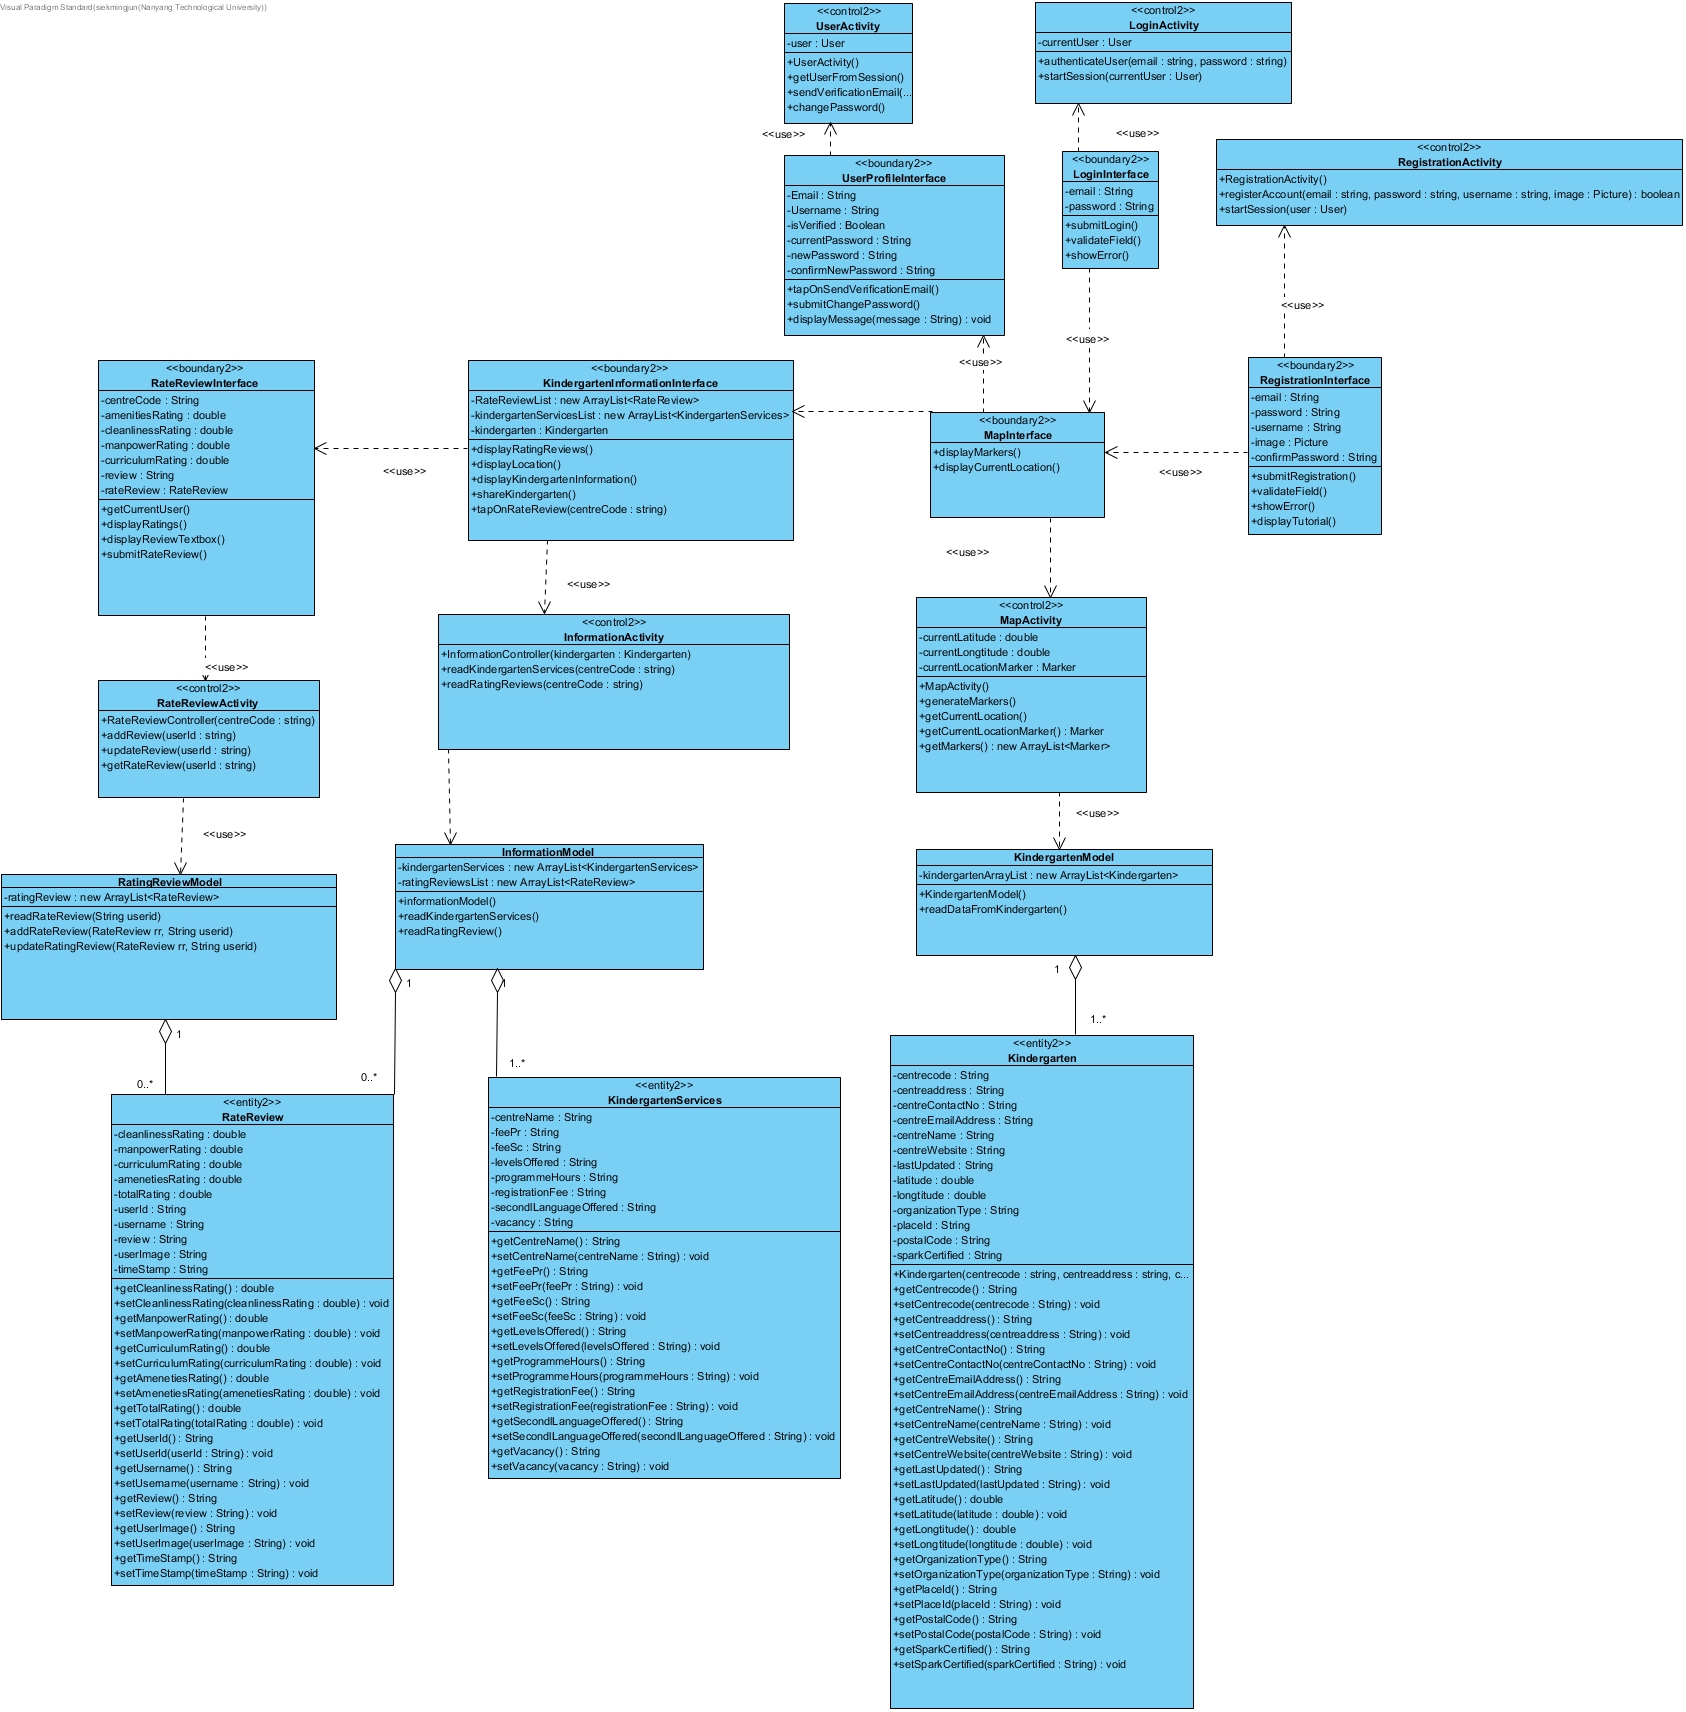 Visual Paradigm Standard(siekmingjun(Nanyang Technological University))
<<control2>>
UserActivity
-user : User
+UserActivity()
+getUserFromSession()
+sendVerificationEmail(...
+changePassword()
<<control2>>
LoginActivity
-currentUser : User
+authenticateUser(email : string, password : string)
+startSession(currentUser : User)
<<use>>
<<use>>
<<control2>>
RegistrationActivity
+RegistrationActivity()
+registerAccount(email : string, password : string, username : string, image : Picture) : boolean
+startSession(user : User)
<<boundary2>>
UserProfileInterface
-Email : String
-Username : String
-isVerified : Boolean
-currentPassword : String
-newPassword : String
-confirmNewPassword : String
+tapOnSendVerificationEmail()
+submitChangePassword()
+displayMessage(message : String) : void
<<boundary2>>
LoginInterface
-email : String
-password : String
+submitLogin()
+validateField()
+showError()
<<use>>
<<use>>
<<use>>
<<boundary2>>
RateReviewInterface
-centreCode : String
-amenitiesRating : double
-cleanlinessRating : double
-manpowerRating : double
-curriculumRating : double
-review : String
-rateReview : RateReview
+getCurrentUser()
+displayRatings()
+displayReviewTextbox()
+submitRateReview()
<<use>>
<<boundary2>>
KindergartenInformationInterface
-RateReviewList : new ArrayList<RateReview>
-kindergartenServicesList : new ArrayList<KindergartenServices>
-kindergarten : Kindergarten
+displayRatingReviews()
+displayLocation()
+displayKindergartenInformation()
+shareKindergarten()
+tapOnRateReview(centreCode : string)
<<boundary2>>
MapInterface
+displayMarkers()
+displayCurrentLocation()
<<use>>
<<boundary2>>
RegistrationInterface
-email : String
-password : String
-username : String
-image : Picture
-confirmPassword : String
+submitRegistration()
+validateField()
+showError()
+displayTutorial()
<<use>>
<<use>>
<<use>>
<<control2>>
InformationActivity
+InformationController(kindergarten : Kindergarten)
+readKindergartenServices(centreCode : string)
+readRatingReviews(centreCode : string)
<<control2>>
MapActivity
-currentLatitude : double
-currentLongtitude : double
-currentLocationMarker : Marker
+MapActivity()
+generateMarkers()
+getCurrentLocation()
+getCurrentLocationMarker() : Marker
+getMarkers() : new ArrayList<Marker>
<<control2>>
RateReviewActivity
+RateReviewController(centreCode : string)
+addReview(userId : string)
+updateReview(userId : string)
+getRateReview(userId : string)
<<use>>
<<use>>
RatingReviewModel
-ratingReview : new ArrayList<RateReview>
+readRateReview(String userid)
+addRateReview(RateReview rr, String userid)
+updateRatingReview(RateReview rr, String userid)
InformationModel
-kindergartenServices : new ArrayList<KindergartenServices>
-ratingReviewsList : new ArrayList<RateReview>
+informationModel()
+readKindergartenServices()
+readRatingReview()
KindergartenModel
-kindergartenArrayList : new ArrayList<Kindergarten>
+KindergartenModel()
+readDataFromKindergarten()
1
0..*
1
0..*
1
1..*
1
1..*
<<entity2>>
RateReview
-cleanlinessRating : double
-manpowerRating : double
-curriculumRating : double
-amenetiesRating : double
-totalRating : double
-userId : String
-username : String
-review : String
-userImage : String
-timeStamp : String
+getCleanlinessRating() : double
+setCleanlinessRating(cleanlinessRating : double) : void
+getManpowerRating() : double
+setManpowerRating(manpowerRating : double) : void
+getCurriculumRating() : double
+setCurriculumRating(curriculumRating : double) : void
+getAmenetiesRating() : double
+setAmenetiesRating(amenetiesRating : double) : void
+getTotalRating() : double
+setTotalRating(totalRating : double) : void
+getUserId() : String
+setUserId(userId : String) : void
+getUsername() : String
+setUsername(username : String) : void
+getReview() : String
+setReview(review : String) : void
+getUserImage() : String
+setUserImage(userImage : String) : void
+getTimeStamp() : String
+setTimeStamp(timeStamp : String) : void
<<entity2>>
KindergartenServices
-centreName : String
-feePr : String
-feeSc : String
-levelsOffered : String
-programmeHours : String
-registrationFee : String
-secondlLanguageOffered : String
-vacancy : String
+getCentreName() : String
+setCentreName(centreName : String) : void
+getFeePr() : String
+setFeePr(feePr : String) : void
+getFeeSc() : String
+setFeeSc(feeSc : String) : void
+getLevelsOffered() : String
+setLevelsOffered(levelsOffered : String) : void
+getProgrammeHours() : String
+setProgrammeHours(programmeHours : String) : void
+getRegistrationFee() : String
+setRegistrationFee(registrationFee : String) : void
+getSecondlLanguageOffered() : String
+setSecondlLanguageOffered(secondlLanguageOffered : String) : void
+getVacancy() : String
+setVacancy(vacancy : String) : void
<<entity2>>
Kindergarten
-centrecode : String
-centreaddress : String
-centreContactNo : String
-centreEmailAddress : String
-centreName : String
-centreWebsite : String
-lastUpdated : String
-latitude : double
-longtitude : double
-organizationType : String
-placeId : String
-postalCode : String
-sparkCertified : String
+Kindergarten(centrecode : string, centreaddress : string, c...
+getCentrecode() : String
+setCentrecode(centrecode : String) : void
+getCentreaddress() : String
+setCentreaddress(centreaddress : String) : void
+getCentreContactNo() : String
+setCentreContactNo(centreContactNo : String) : void
+getCentreEmailAddress() : String
+setCentreEmailAddress(centreEmailAddress : String) : void
+getCentreName() : String
+setCentreName(centreName : String) : void
+getCentreWebsite() : String
+setCentreWebsite(centreWebsite : String) : void
+getLastUpdated() : String
+setLastUpdated(lastUpdated : String) : void
+getLatitude() : double
+setLatitude(latitude : double) : void
+getLongtitude() : double
+setLongtitude(longtitude : double) : void
+getOrganizationType() : String
+setOrganizationType(organizationType : String) : void
+getPlaceId() : String
+setPlaceId(placeId : String) : void
+getPostalCode() : String
+setPostalCode(postalCode : String) : void
+getSparkCertified() : String
+setSparkCertified(sparkCertified : String) : void